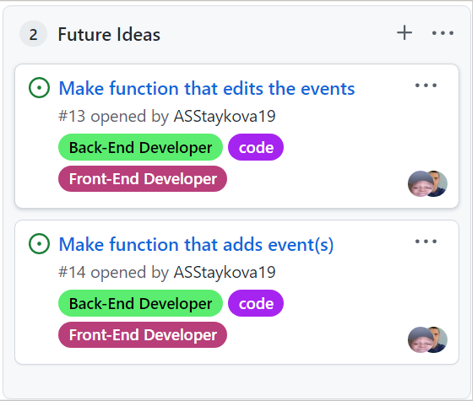 2 Future Ideas
Make function that edits the events
#13 opened by ASStaykova19
Back-End Developer code
Front-End Developer
Make function that adds event(s)
#14 opened by ASStaykova19
Back-End Developer code
Front-End Developer